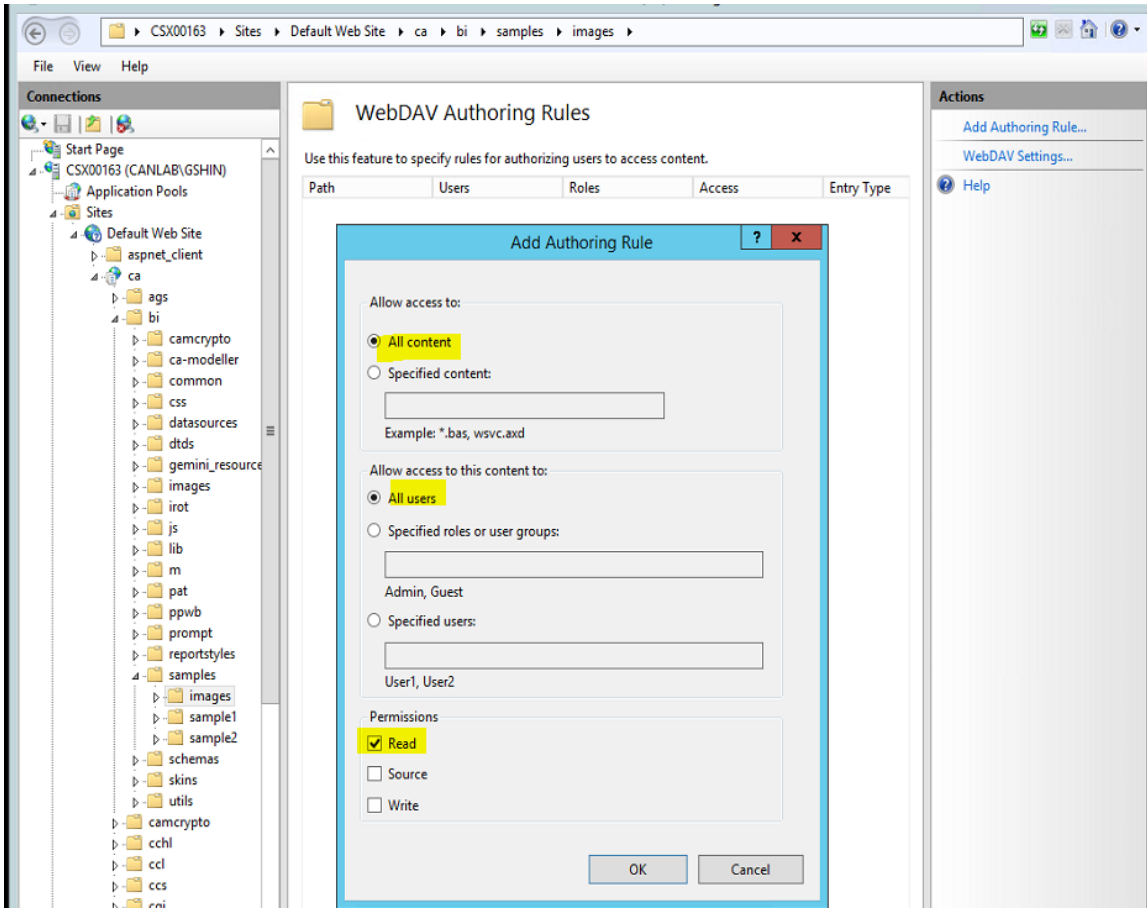 CSX00163 ▸ Sites ▸ Default Web Site ▸ ca ▸ bi ▸ samples ▸ images ▸
File View Help
Connections
Start Page
CSX00163 (CANLAB\GSHIN)
Application Pools
Sites
Default Web Site
aspnet_client
ca
ags
bi
camcrypto
ca-modeller
common
css
datasources
dtds
gemini_resource
images
irot
js
lib
m
pat
ppwb
prompt
reportstyles
samples
images
sample1
sample2
schemas
skins
utils
camcrypto
cchl
ccl
ccs
cgi
WebDAV Authoring Rules
Use this feature to specify rules for authorizing users to access content.
Path Users Roles Access Entry Type
Add Authoring Rule ? x
Allow access to:
All content
Specified content:
Example: *.bas, wsvc.axd
Allow access to this content to:
All users
Specified roles or user groups:
Admin, Guest
Specified users:
User1, User2
Permissions
Read
Source
Write
OK Cancel
Actions
Add Authoring Rule...
WebDAV Settings...
Help